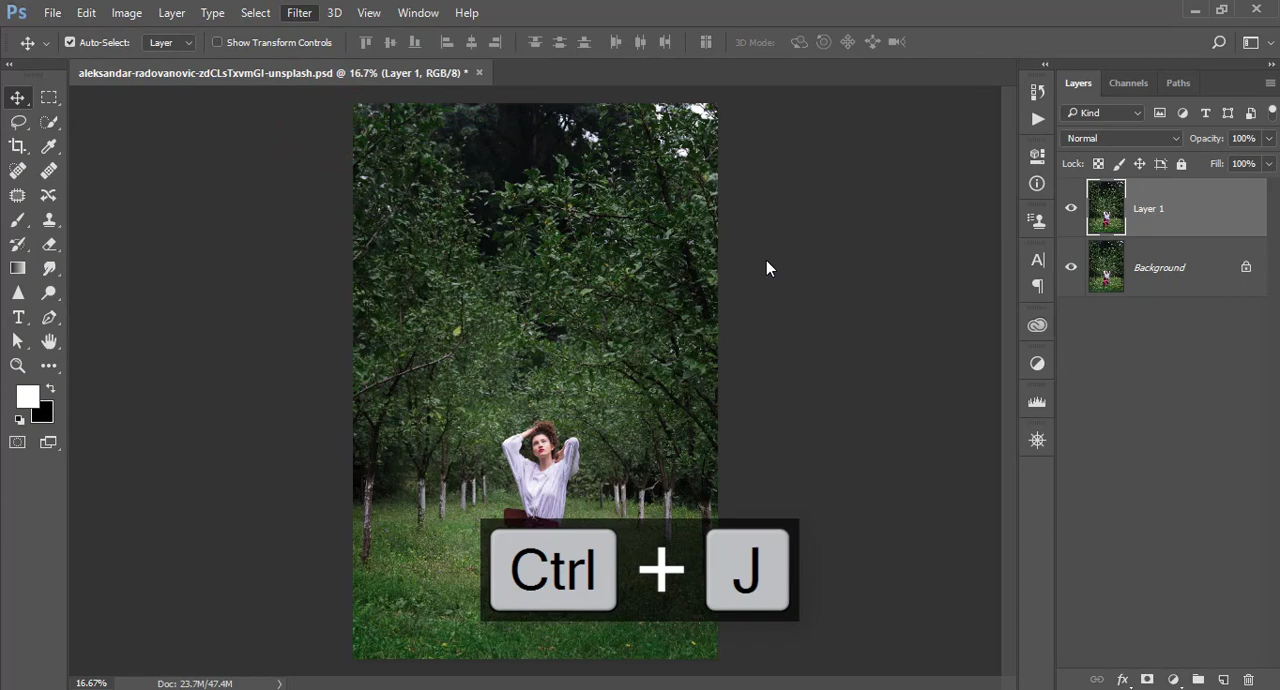 Ps File Edit Image Layer Type Select Filter 3D View Window Help
Auto-Select: Layer Show Transform Controls 3D Mode:
aleksandar-radovanovic-zdCLsTxvmGI-unsplash.psd @ 16.7% (Layer 1, RGB/8) *
Layers Channels Paths
Kind
Normal Opacity: 100%
Lock: Fill: 100%
Layer 1
Background
Ctrl + J
16.67% Doc: 23.7M/47.4M